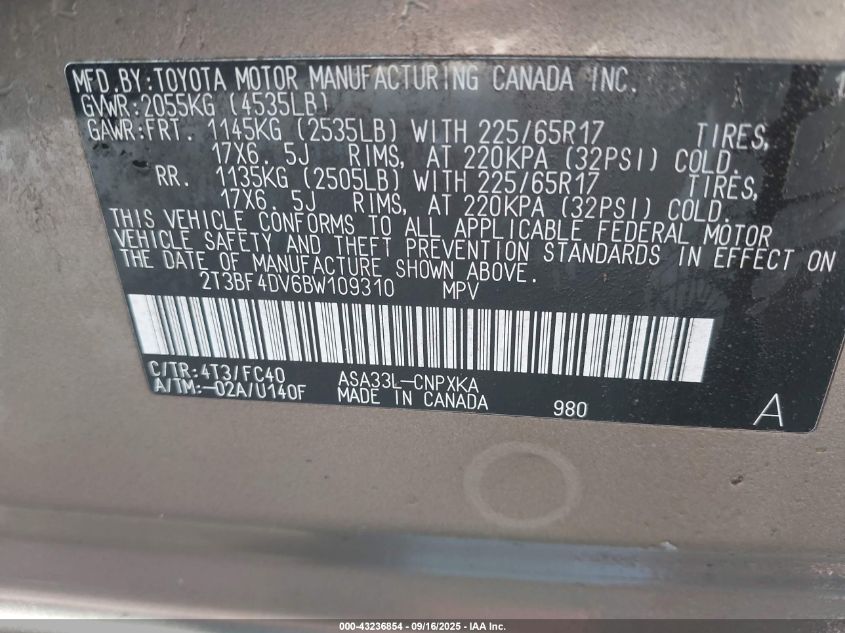 MFD.BY:TOYOTA MOTOR MANUFACTURING CANADA INC.
GVWR:2055KG (4535LB)
GAWR:FRT. 1145KG (2535LB) WITH 225/65R17 TIRES,
17X6.5J RIMS, AT 220KPA (32PSI) COLD.
RR. 1135KG (2505LB) WITH 225/65R17 TIRES,
17X6.5J RIMS, AT 220KPA (32PSI) COLD.
THIS VEHICLE CONFORMS TO ALL APPLICABLE FEDERAL MOTOR
VEHICLE SAFETY AND THEFT PREVENTION STANDARDS IN EFFECT ON
THE DATE OF MANUFACTURE SHOWN ABOVE.
2T3BF4DV6BW109310 MPV
C/TR:4T3/FC40 ASA33L-CNPXKA
A/TM:-02A/U140F MADE IN CANADA 980 A
000-43236854 - 09/16/2025 - IAA Inc.